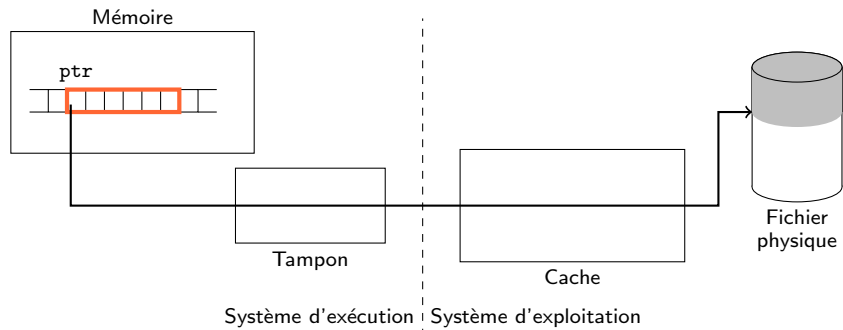 Mémoire
ptr
Tampon
Cache
Fichier
physique
Système d'exécution
Système d'exploitation